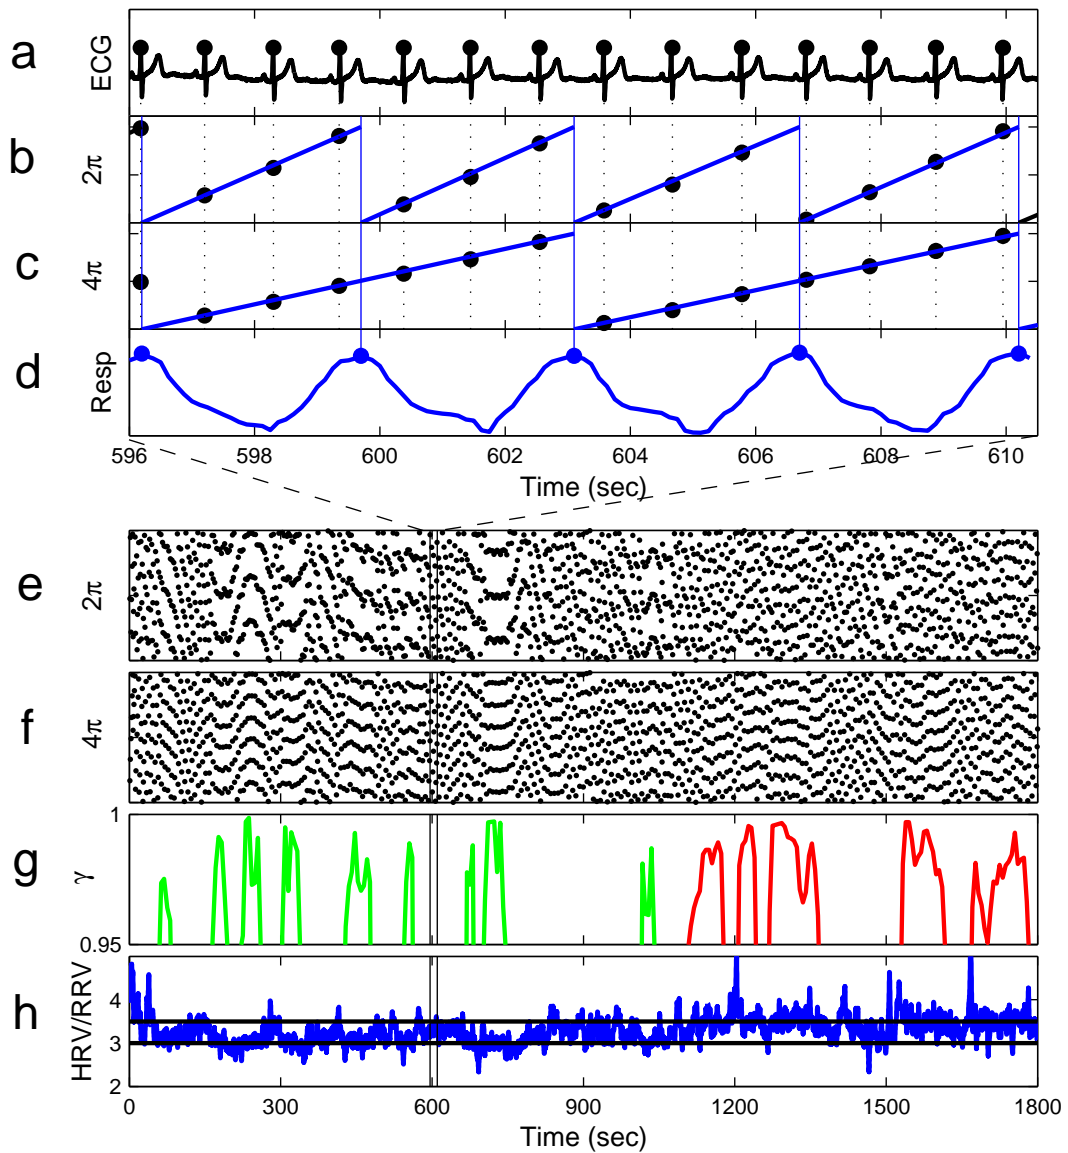 a
ECG
b
2π
c
4π
d
Resp
596 598 600 602 604 606 608 610
Time (sec)
e
2π
f
4π
g
γ
1
0.95
h
HRV/RRV
4
3
2
0 300 600 900 1200 1500 1800
Time (sec)